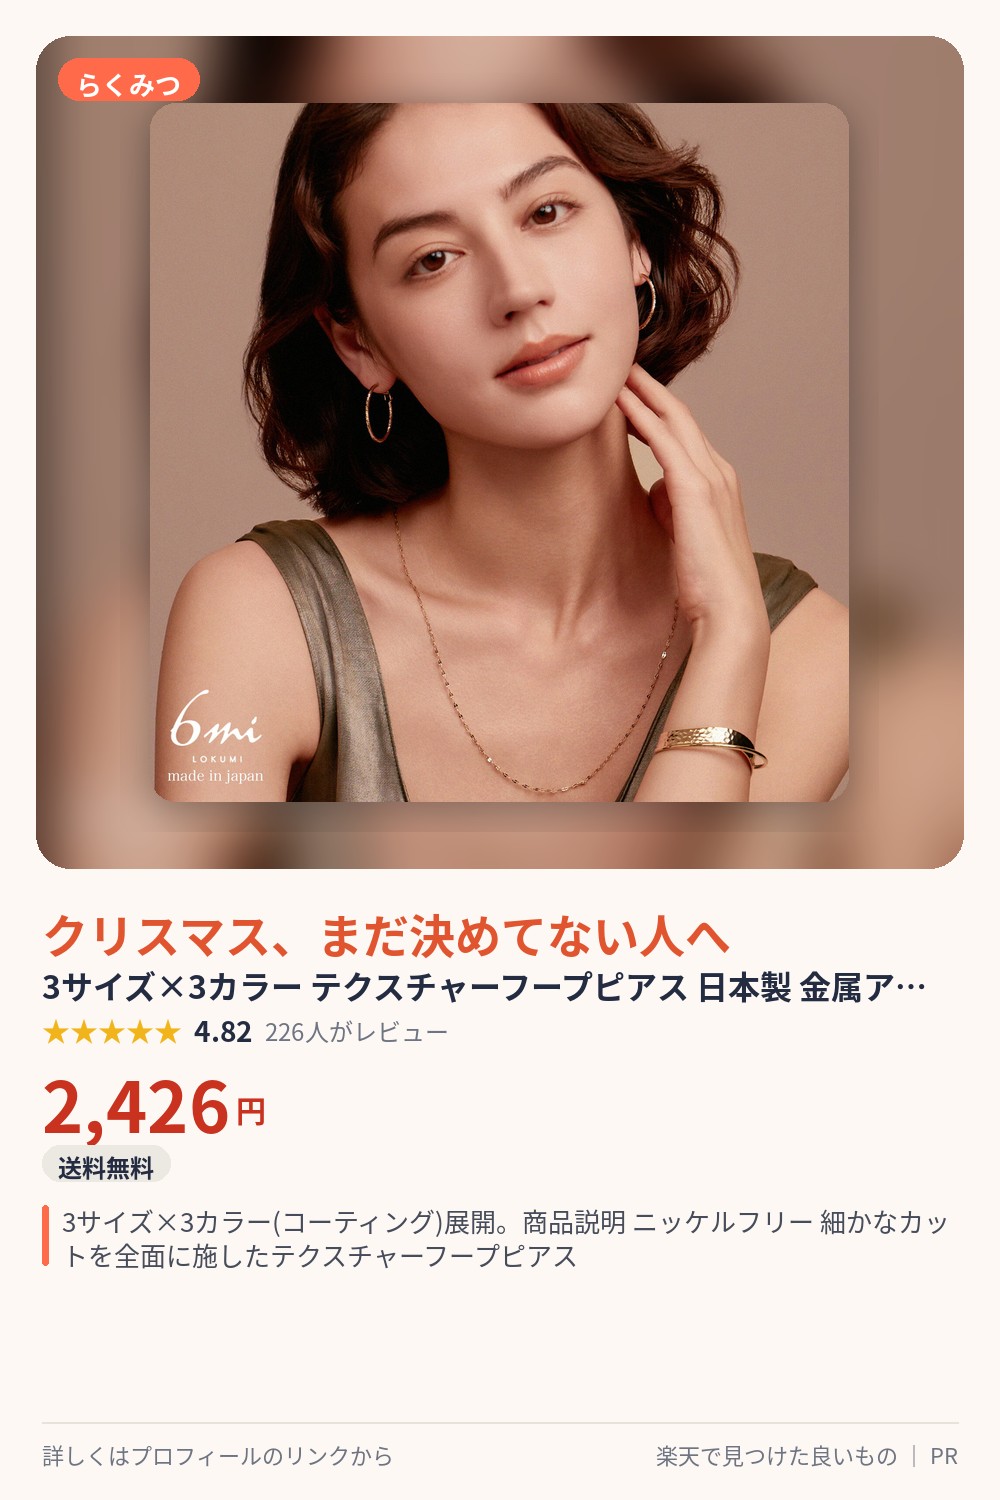 らくみつ
6mi
LOKUMI
made in japan
クリスマス、まだ決めてない人へ
3サイズ×3カラー テクスチャーフープピアス 日本製 金属ア…
★★★★★ 4.82 226人がレビュー
2,426円
送料無料
3サイズ×3カラー(コーティング)展開。商品説明 ニッケルフリー 細かなカッ
トを全面に施したテクスチャーフープピアス
詳しくはプロフィールのリンクから
楽天で見つけた良いもの | PR